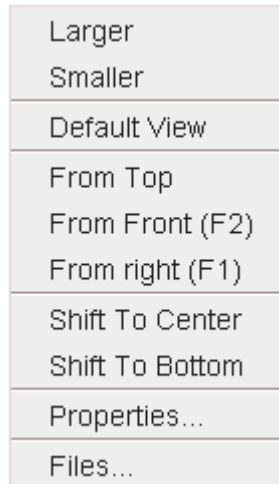 Larger
Smaller
Default View
From Top
From Front (F2)
From right (F1)
Shift To Center
Shift To Bottom
Properties...
Files...